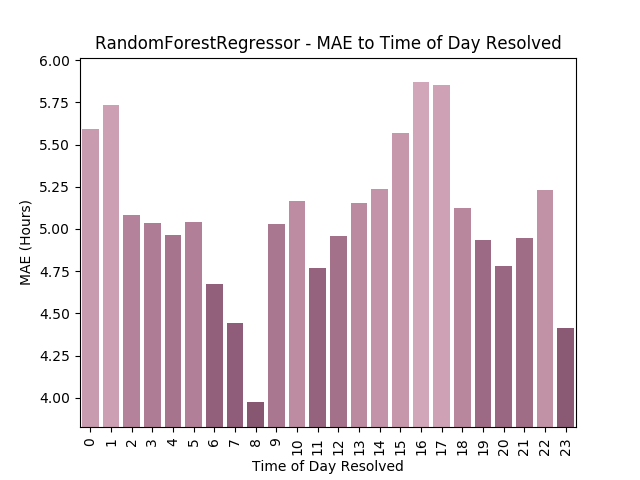 RandomForestRegressor - MAE to Time of Day Resolved
6.00
5.75
5.50
5.25
5.00
4.75
4.50
4.25
4.00
MAE (Hours)
0 1 2 3 4 5 6 7 8 9 10 11 12 13 14 15 16 17 18 19 20 21 22 23
Time of Day Resolved